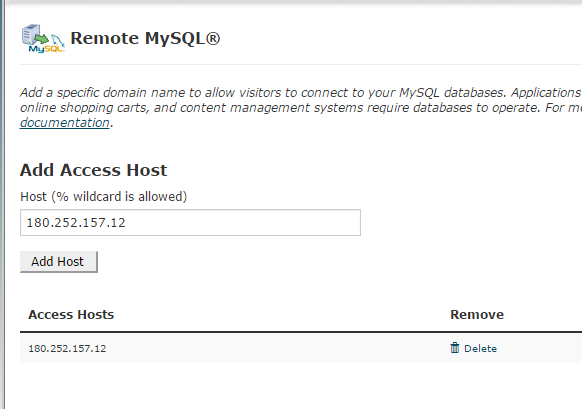 MySQL
Remote MySQL®
Add a specific domain name to allow visitors to connect to your MySQL databases. Applications
online shopping carts, and content management systems require databases to operate. For
documentation.
Add Access Host
Host (% wildcard is allowed)
180.252.157.12
Add Host
Access Hosts Remove
180.252.157.12 Delete